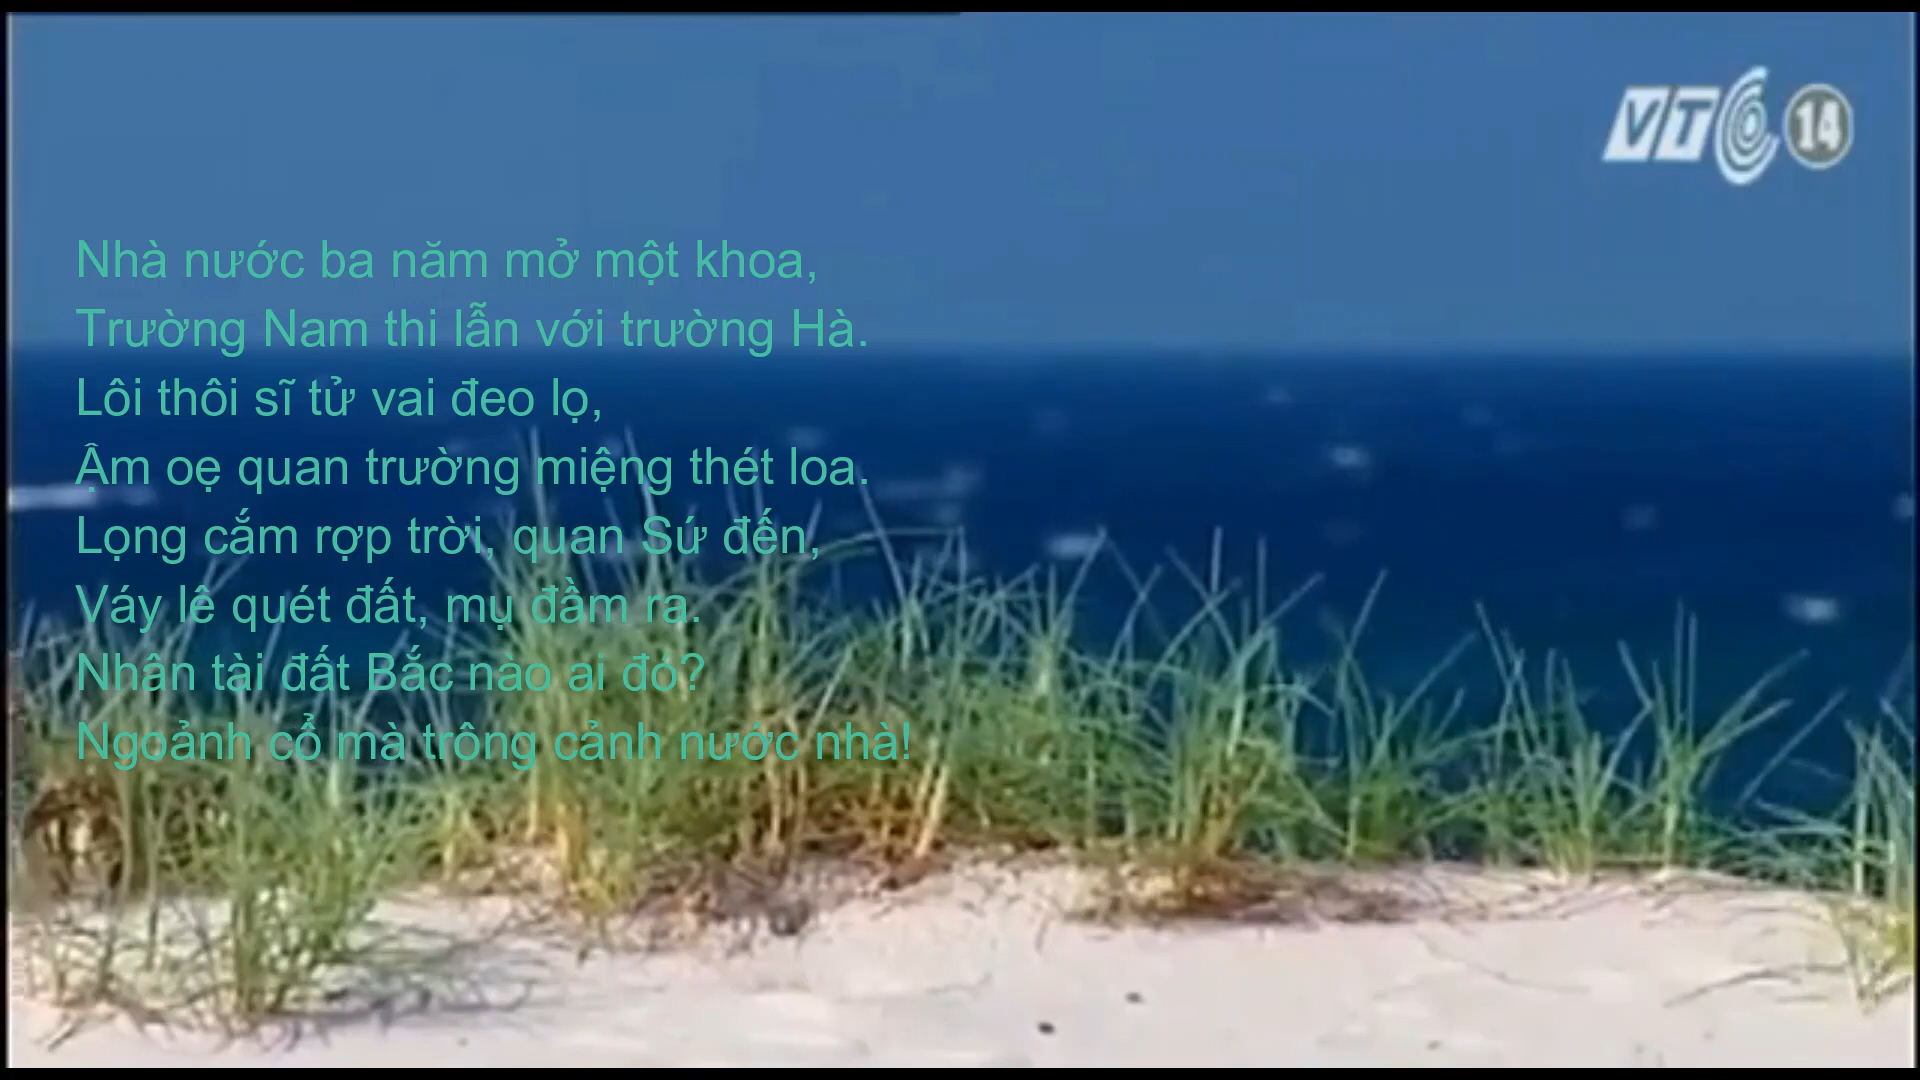 VTC 14
Nhà nước ba năm mở một khoa,
Trường Nam thi lẫn với trường Hà.
Lôi thôi sĩ tử vai đeo lọ,
Ậm oẹ quan trường miệng thét loa.
Lọng cắm rợp trời, quan Sứ đến,
Váy lê quét đất, mụ đầm ra.
Nhân tài đất Bắc nào ai đó?
Ngoảnh cổ mà trông cảnh nước nhà!